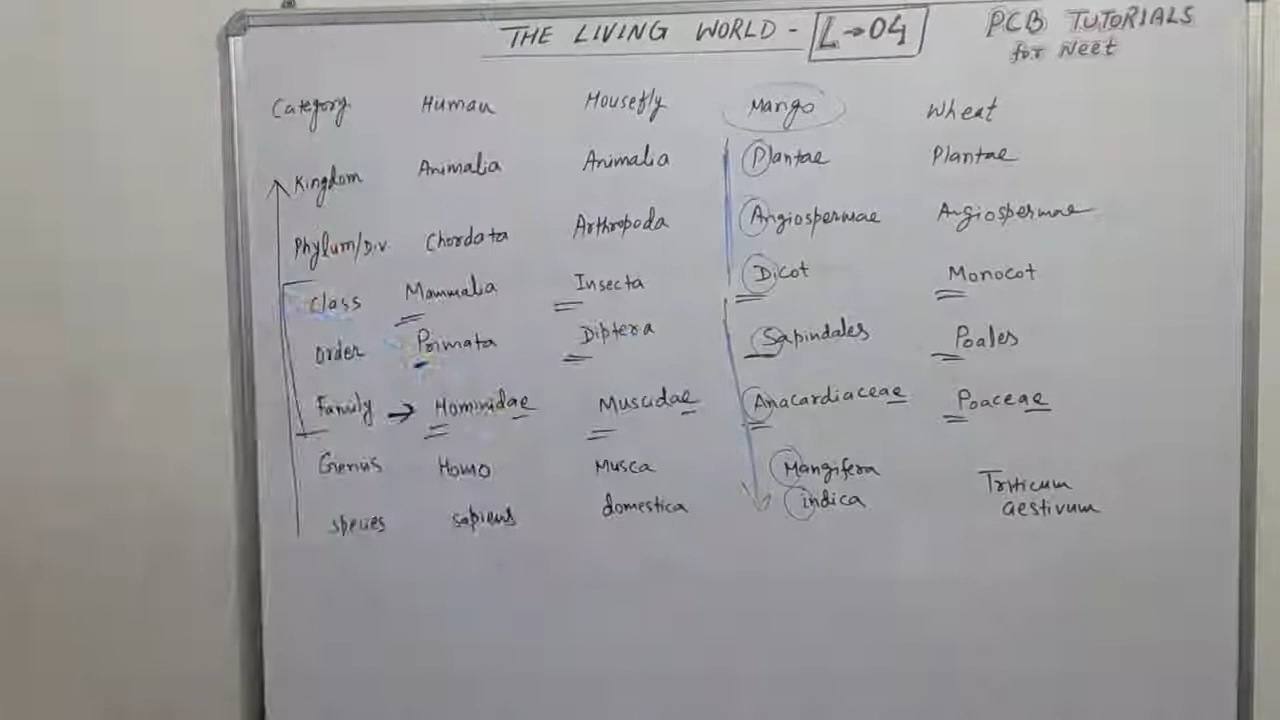 THE LIVING WORLD - L→04
PCB TUTORIALS
for Neet
Category Human Housefly Mango Wheat
Kingdom Animalia Animalia Plantae Plantae
Phylum/Div. Chordata Arthropoda Angiospermae Angiospermae
Class Mammalia Insecta Dicot Monocot
Order Primata Diptera Sapindales Poales
Family → Hominidae Muscidae Anacardiaceae Poaceae
Genus Homo Musca Mangifera Triticum
species sapiens domestica indica aestivum